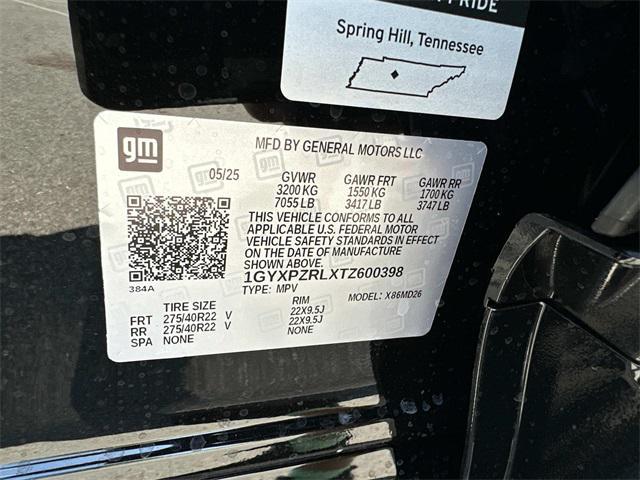 PRIDE
Spring Hill, Tennessee
gm
MFD BY GENERAL MOTORS LLC
05/25 GVWR GAWR FRT GAWR RR
3200 KG 1550 KG 1700 KG
7055 LB 3417 LB 3747 LB
THIS VEHICLE CONFORMS TO ALL
APPLICABLE U.S. FEDERAL MOTOR
VEHICLE SAFETY STANDARDS IN EFFECT
ON THE DATE OF MANUFACTURE
SHOWN ABOVE.
1GYXPZRLXTZ600398
384A TYPE: MPV MODEL: X86MD26
TIRE SIZE RIM
FRT 275/40R22 V 22X9.5J
RR 275/40R22 V 22X9.5J
SPA NONE NONE